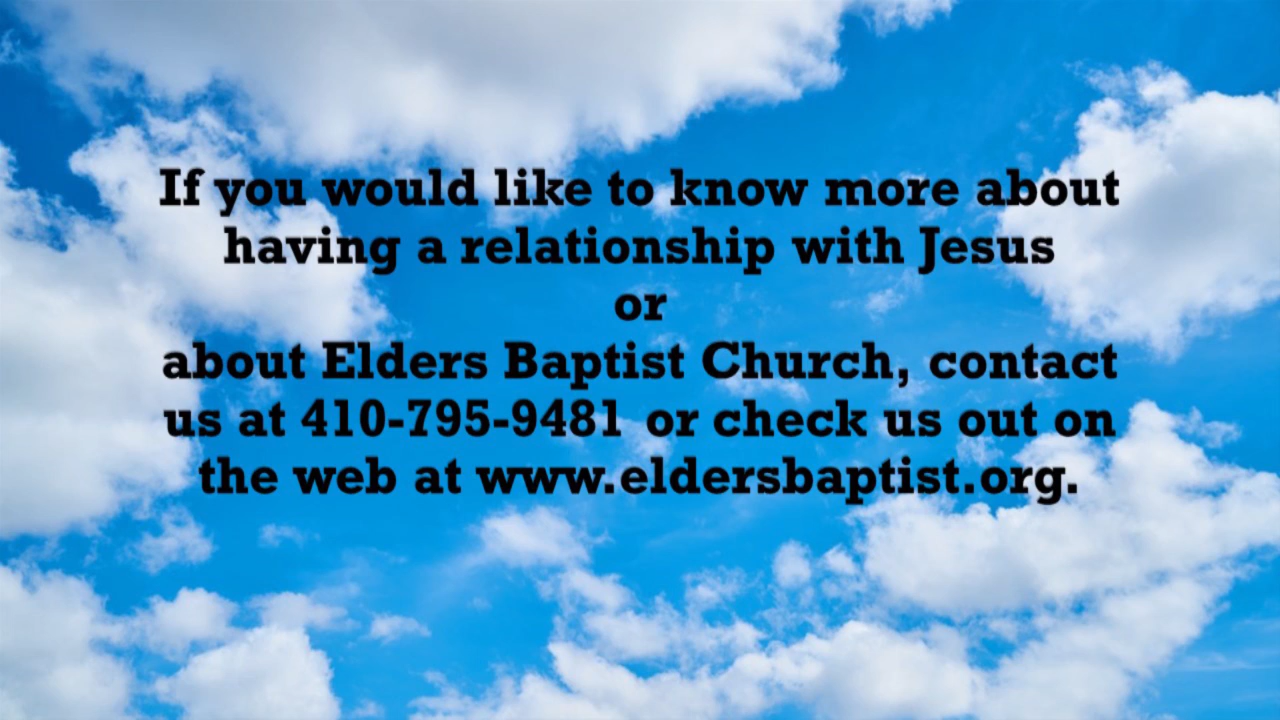 If you would like to know more about
having a relationship with Jesus
or
about Elders Baptist Church, contact
us at 410-795-9481 or check us out on
the web at www.eldersbaptist.org.